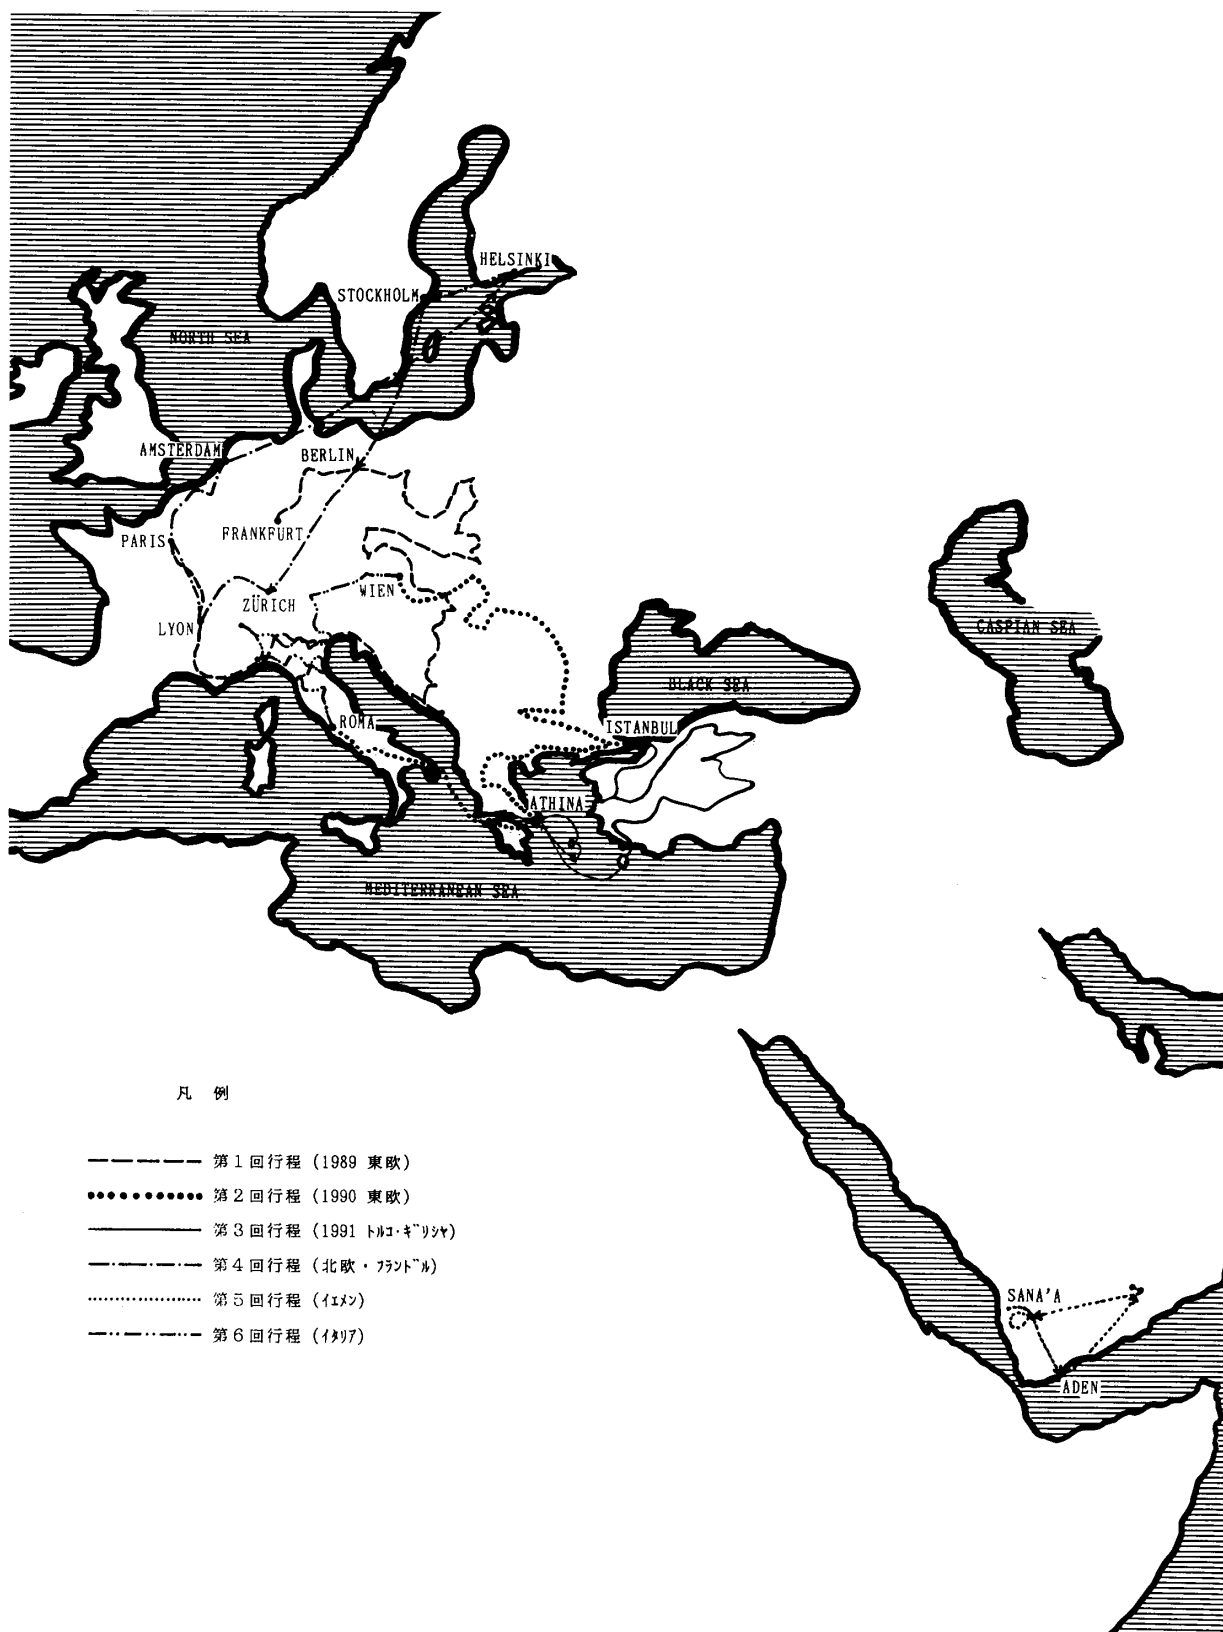 HELSINKI
STOCKHOLM
NORTH SEA
AMSTERDAM
BERLIN
PARIS
FRANKFURT
WIEN
ZÜRICH
LYON
CASPIAN SEA
BLACK SEA
ROMA
ISTANBUL
ATHINA
MEDITERRANEAN SEA
凡 例
第1回行程 (1989 東欧)
第2回行程 (1990 東欧)
第3回行程 (1991 トルコ・ギリシャ)
第4回行程 (北欧・フランドル)
第5回行程 (イエメン)
第6回行程 (イタリア)
SANA'A
ADEN